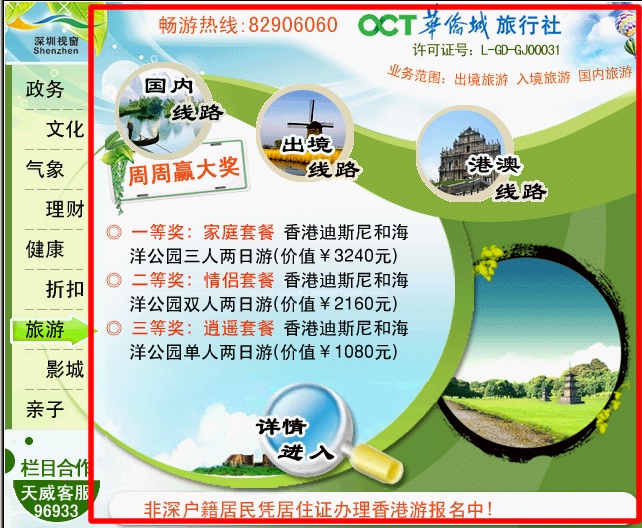 深圳视窗
Shenzhen
政务
文化
气象
理财
健康
折扣
旅游
影城
亲子
栏目合作
天威客服
96933
畅游热线:82906060
OCT华侨城旅行社
许可证号：L-GD-GJ00031
业务范围：出境旅游 入境旅游 国内旅游
国内
线路
出境
线路
港澳
线路
周周赢大奖
◎ 一等奖：家庭套餐 香港迪斯尼和海
洋公园三人两日游(价值￥3240元)
◎ 二等奖：情侣套餐 香港迪斯尼和海
洋公园双人两日游(价值￥2160元)
◎ 三等奖：逍遥套餐 香港迪斯尼和海
洋公园单人两日游(价值￥1080元)
详情
进入
非深户籍居民凭居住证办理香港游报名中！